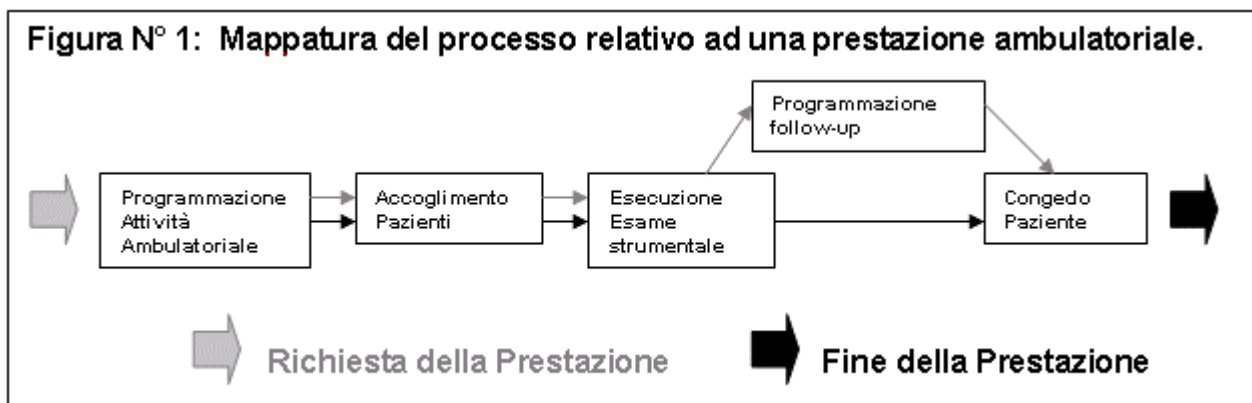 Figura N° 1: Mappatura del processo relativo ad una prestazione ambulatoriale.
Programmazione
follow-up
Programmazione
Attività
Ambulatoriale
Accoglimento
Pazienti
Esecuzione
Esame
strumentale
Congedo
Paziente
Richiesta della Prestazione
Fine della Prestazione